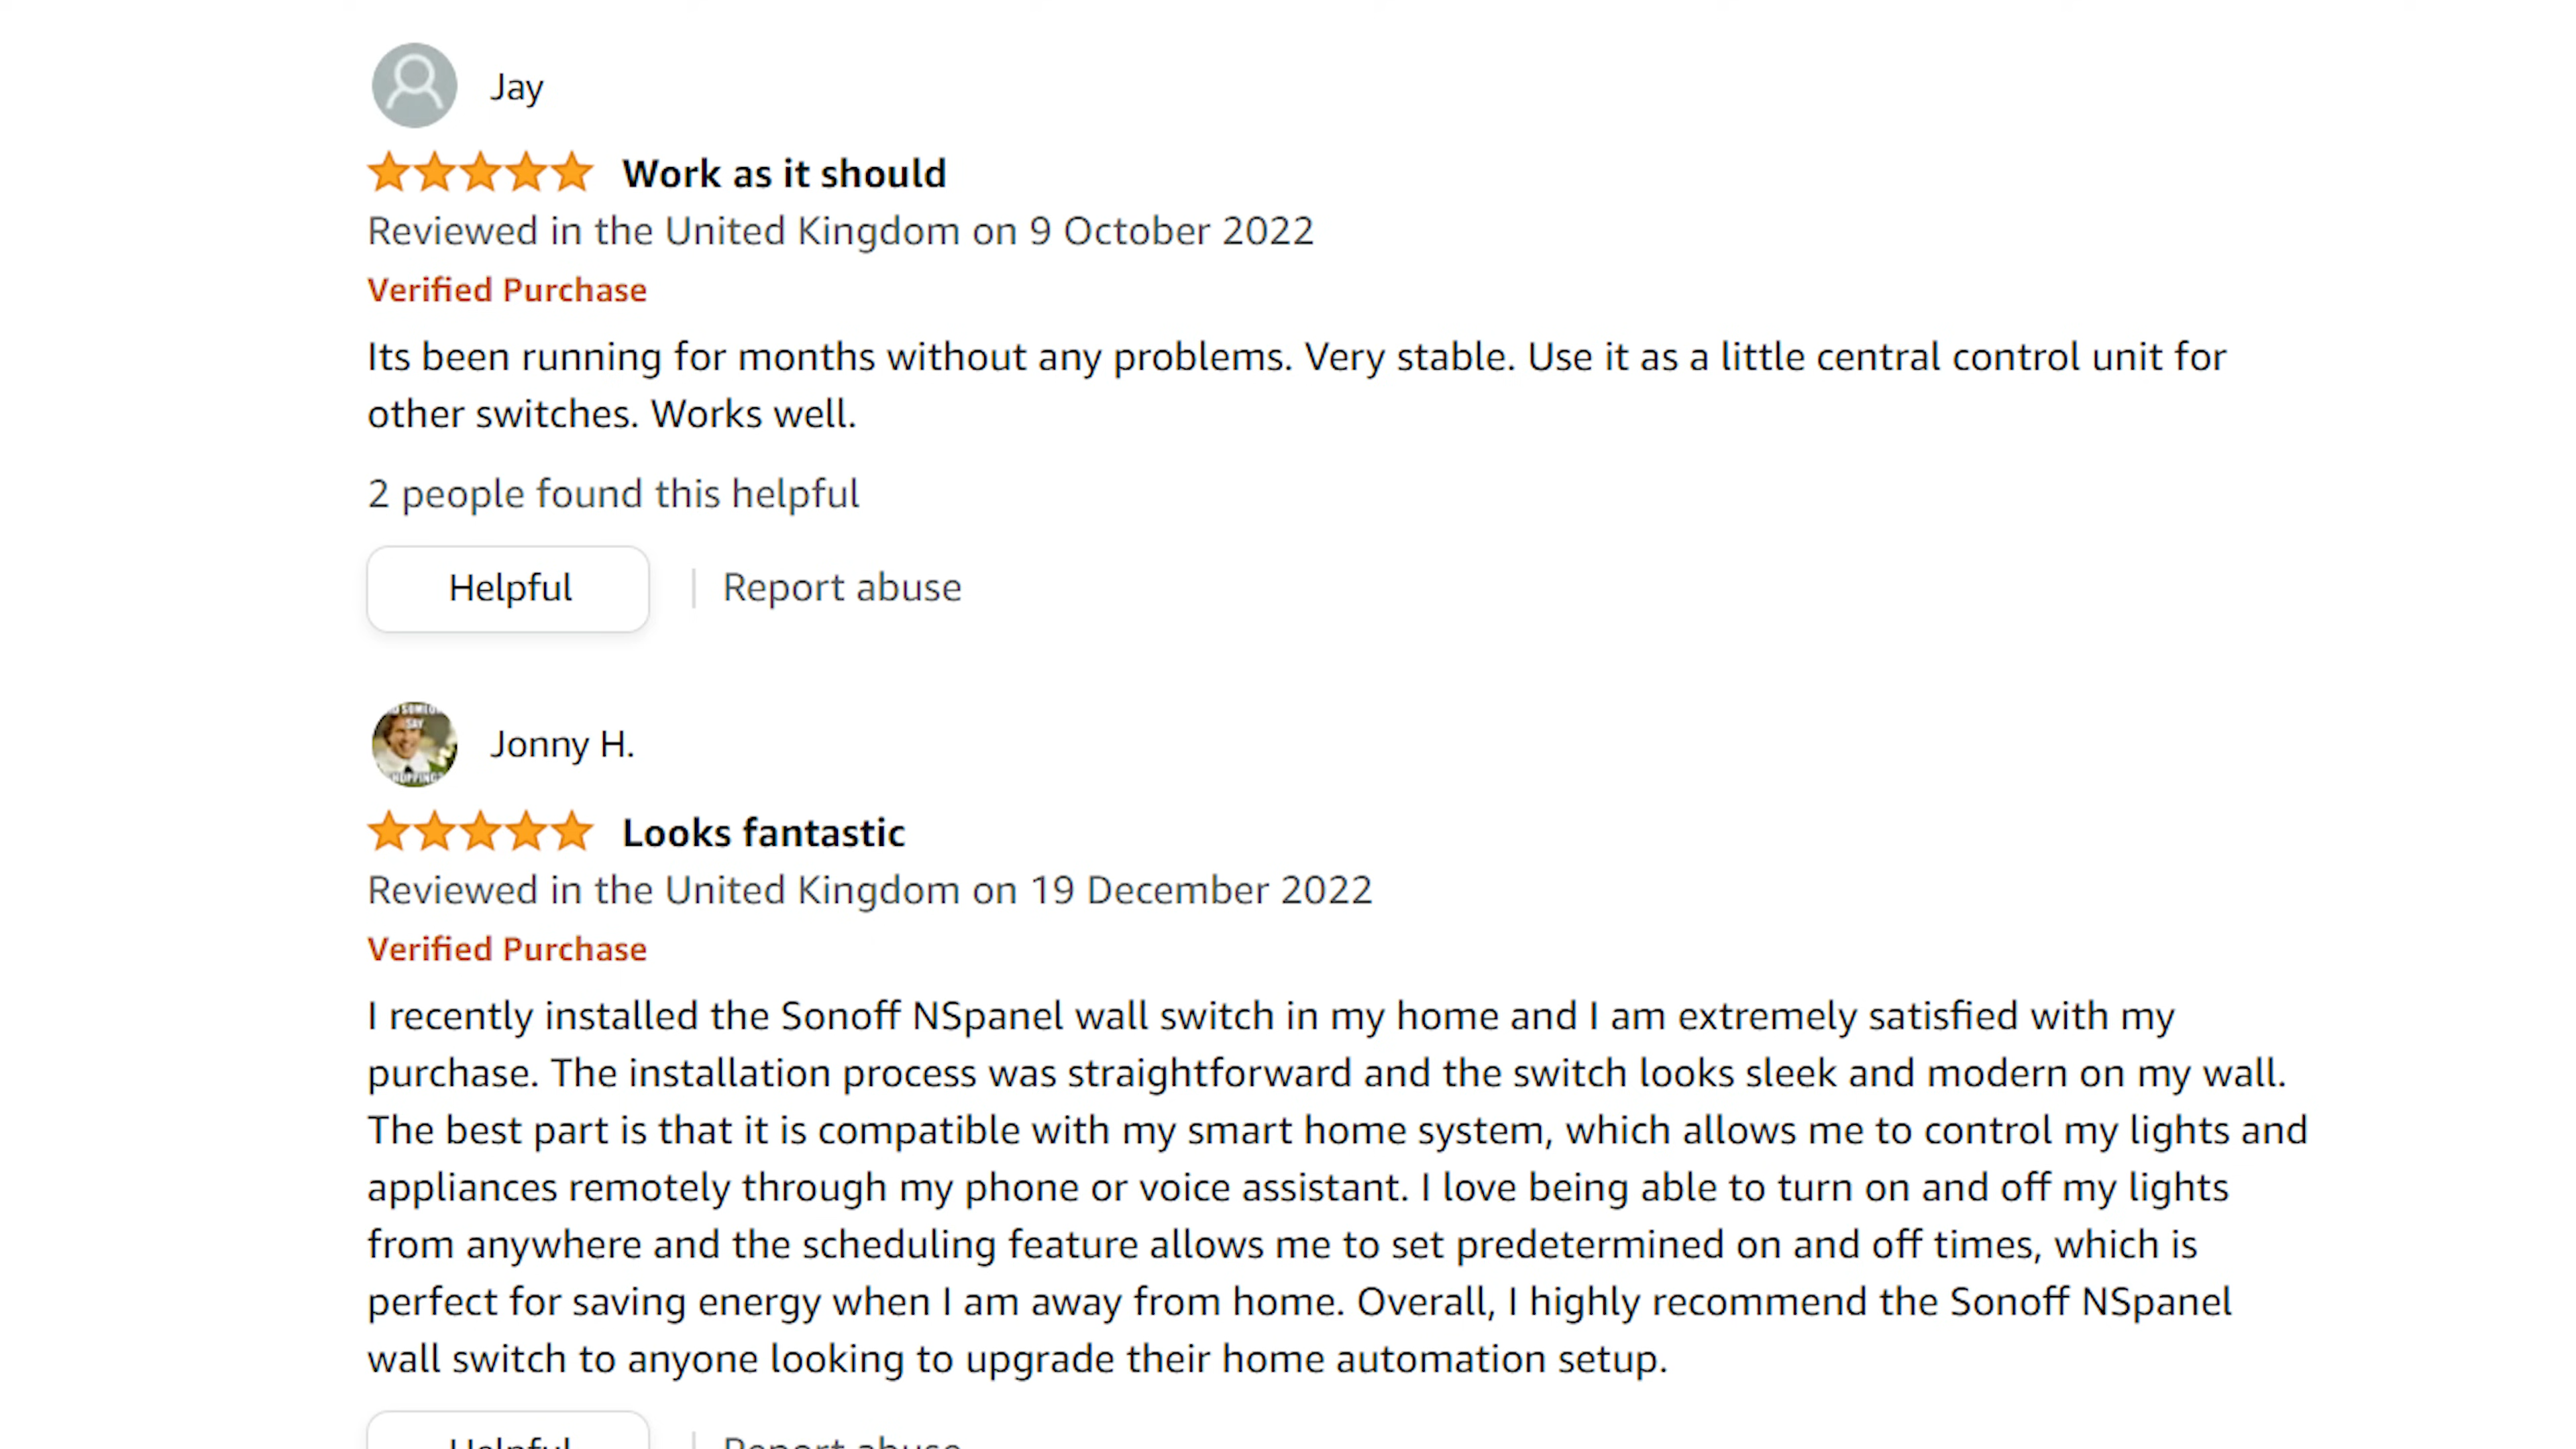 Jay
Work as it should
Reviewed in the United Kingdom on 9 October 2022
Verified Purchase
Its been running for months without any problems. Very stable. Use it as a little central control unit for
other switches. Works well.
2 people found this helpful
Helpful | Report abuse
SAY
Jonny H.
Looks fantastic
Reviewed in the United Kingdom on 19 December 2022
Verified Purchase
I recently installed the Sonoff NSpanel wall switch in my home and I am extremely satisfied with my
purchase. The installation process was straightforward and the switch looks sleek and modern on my wall.
The best part is that it is compatible with my smart home system, which allows me to control my lights and
appliances remotely through my phone or voice assistant. I love being able to turn on and off my lights
from anywhere and the scheduling feature allows me to set predetermined on and off times, which is
perfect for saving energy when I am away from home. Overall, I highly recommend the Sonoff NSpanel
wall switch to anyone looking to upgrade their home automation setup.
Helpful | Report abuse